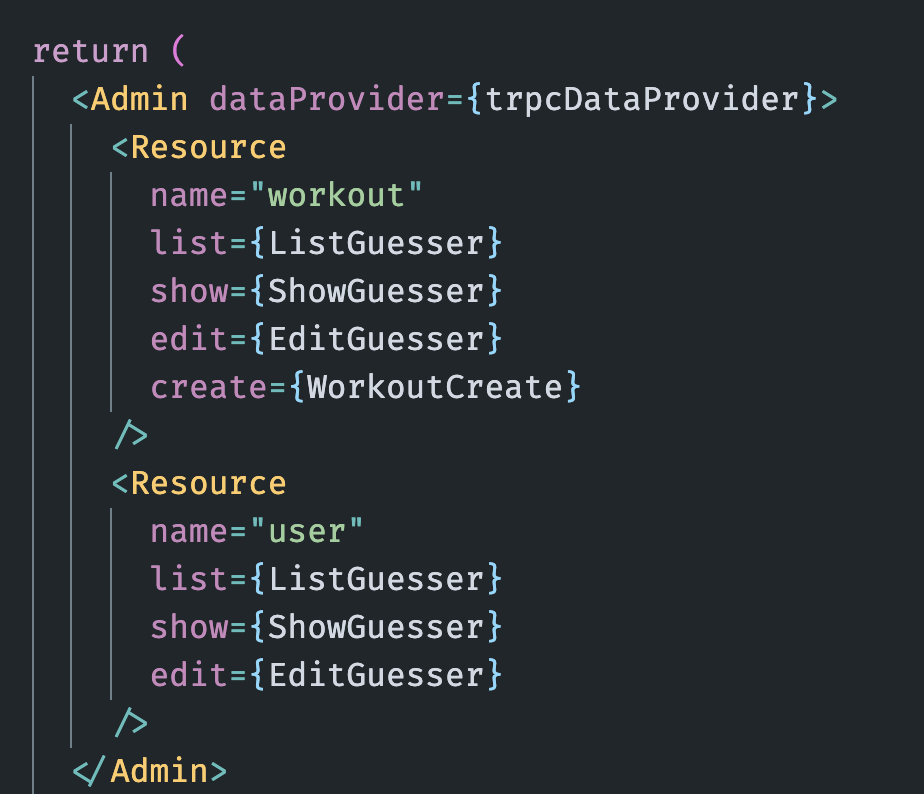 return (
<Admin dataProvider={trpcDataProvider}>
<Resource
name="workout"
list={ListGuesser}
show={ShowGuesser}
edit={EditGuesser}
create={WorkoutCreate}
/>
<Resource
name="user"
list={ListGuesser}
show={ShowGuesser}
edit={EditGuesser}
/>
</Admin>